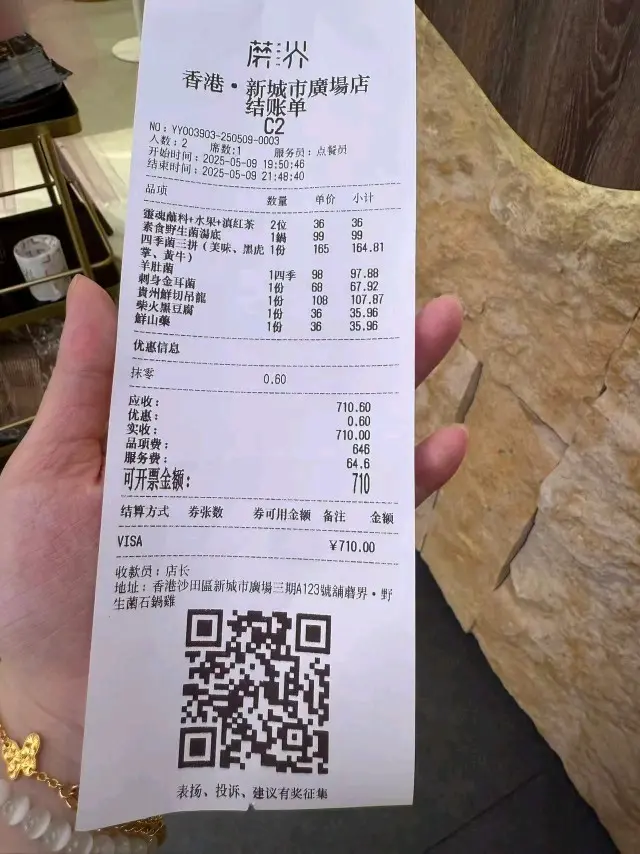 蘑界
香港·新城市廣場店
结账单
C2
NO：YY003903-250509-0003
人数：2 席数:1 服务员：点餐员
开始时间：2025-05-09 19:50:46
结束时间：2025-05-09 21:48:40
品项 数量 单价 小计
靈魂蘸料+水果+滇紅茶 2位 36 36
素食野生菌湯底 1鍋 99 99
四季菌三拼（美味、黑虎 1份 165 164.81
掌、黃牛）
羊肚菌 1四季 98 97.88
刺身金耳菌 1份 68 67.92
貴州鮮切吊龍 1份 108 107.87
柴火黑豆腐 1份 36 35.96
鮮山藥 1份 36 35.96
优惠信息
抹零 0.60
应收： 710.60
优惠： 0.60
实收： 710.00
品项费： 646
服务费： 64.6
可开票金额： 710
结算方式 券张数 券可用金额 备注 金额
VISA ¥710.00
收款员：店长
地址：香港沙田區新城市廣場三期A123號舖蘑界·野
生菌石鍋雞
表扬、投诉、建议有奖征集